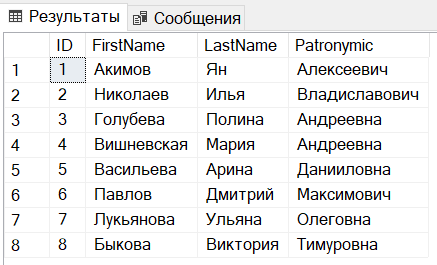 Результаты Сообщения
ID FirstName LastName Patronymic
1 1 Акимов Ян Алексеевич
2 2 Николаев Илья Владиславович
3 3 Голубева Полина Андреевна
4 4 Вишневская Мария Андреевна
5 5 Васильева Арина Данииловна
6 6 Павлов Дмитрий Максимович
7 7 Лукьянова Ульяна Олеговна
8 8 Быкова Виктория Тимуровна